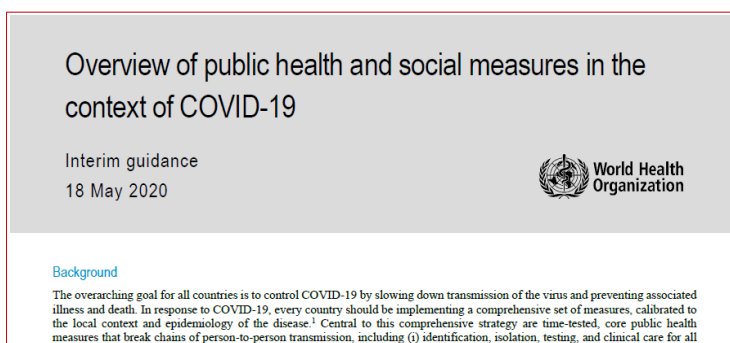 Overview of public health and social measures in the
context of COVID-19
Interim guidance
18 May 2020
World Health
Organization
Background
The overarching goal for all countries is to control COVID-19 by slowing down transmission of the virus and preventing associated
illness and death. In response to COVID-19, every country should be implementing a comprehensive set of measures, calibrated to
the local context and epidemiology of the disease.1 Central to this comprehensive strategy are time-tested, core public health
measures that break chains of person-to-person transmission, including (i) identification, isolation, testing, and clinical care for all